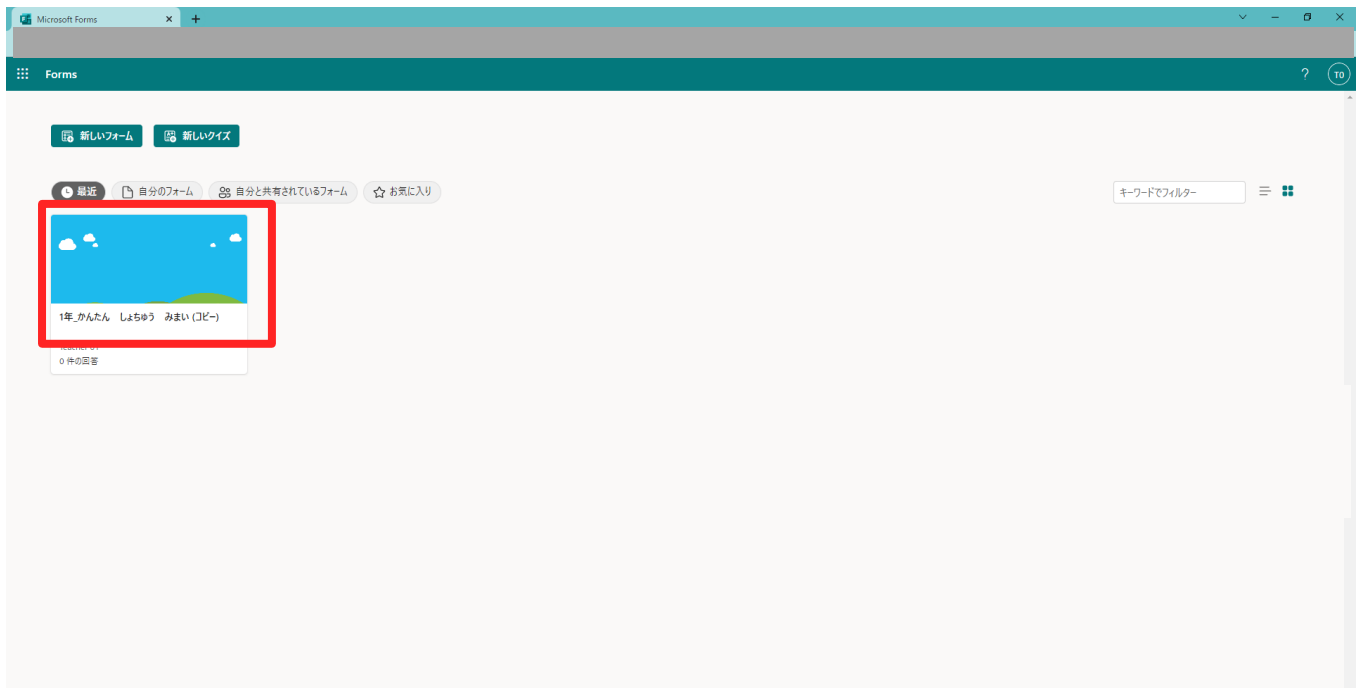 Microsoft Forms
Forms
? TO
新しいフォーム 新しいクイズ
最近 自分のフォーム 自分と共有されているフォーム お気に入り キーワードでフィルター
1年_かんたん　しょちゅう　みまい (コピー)
0 件の回答